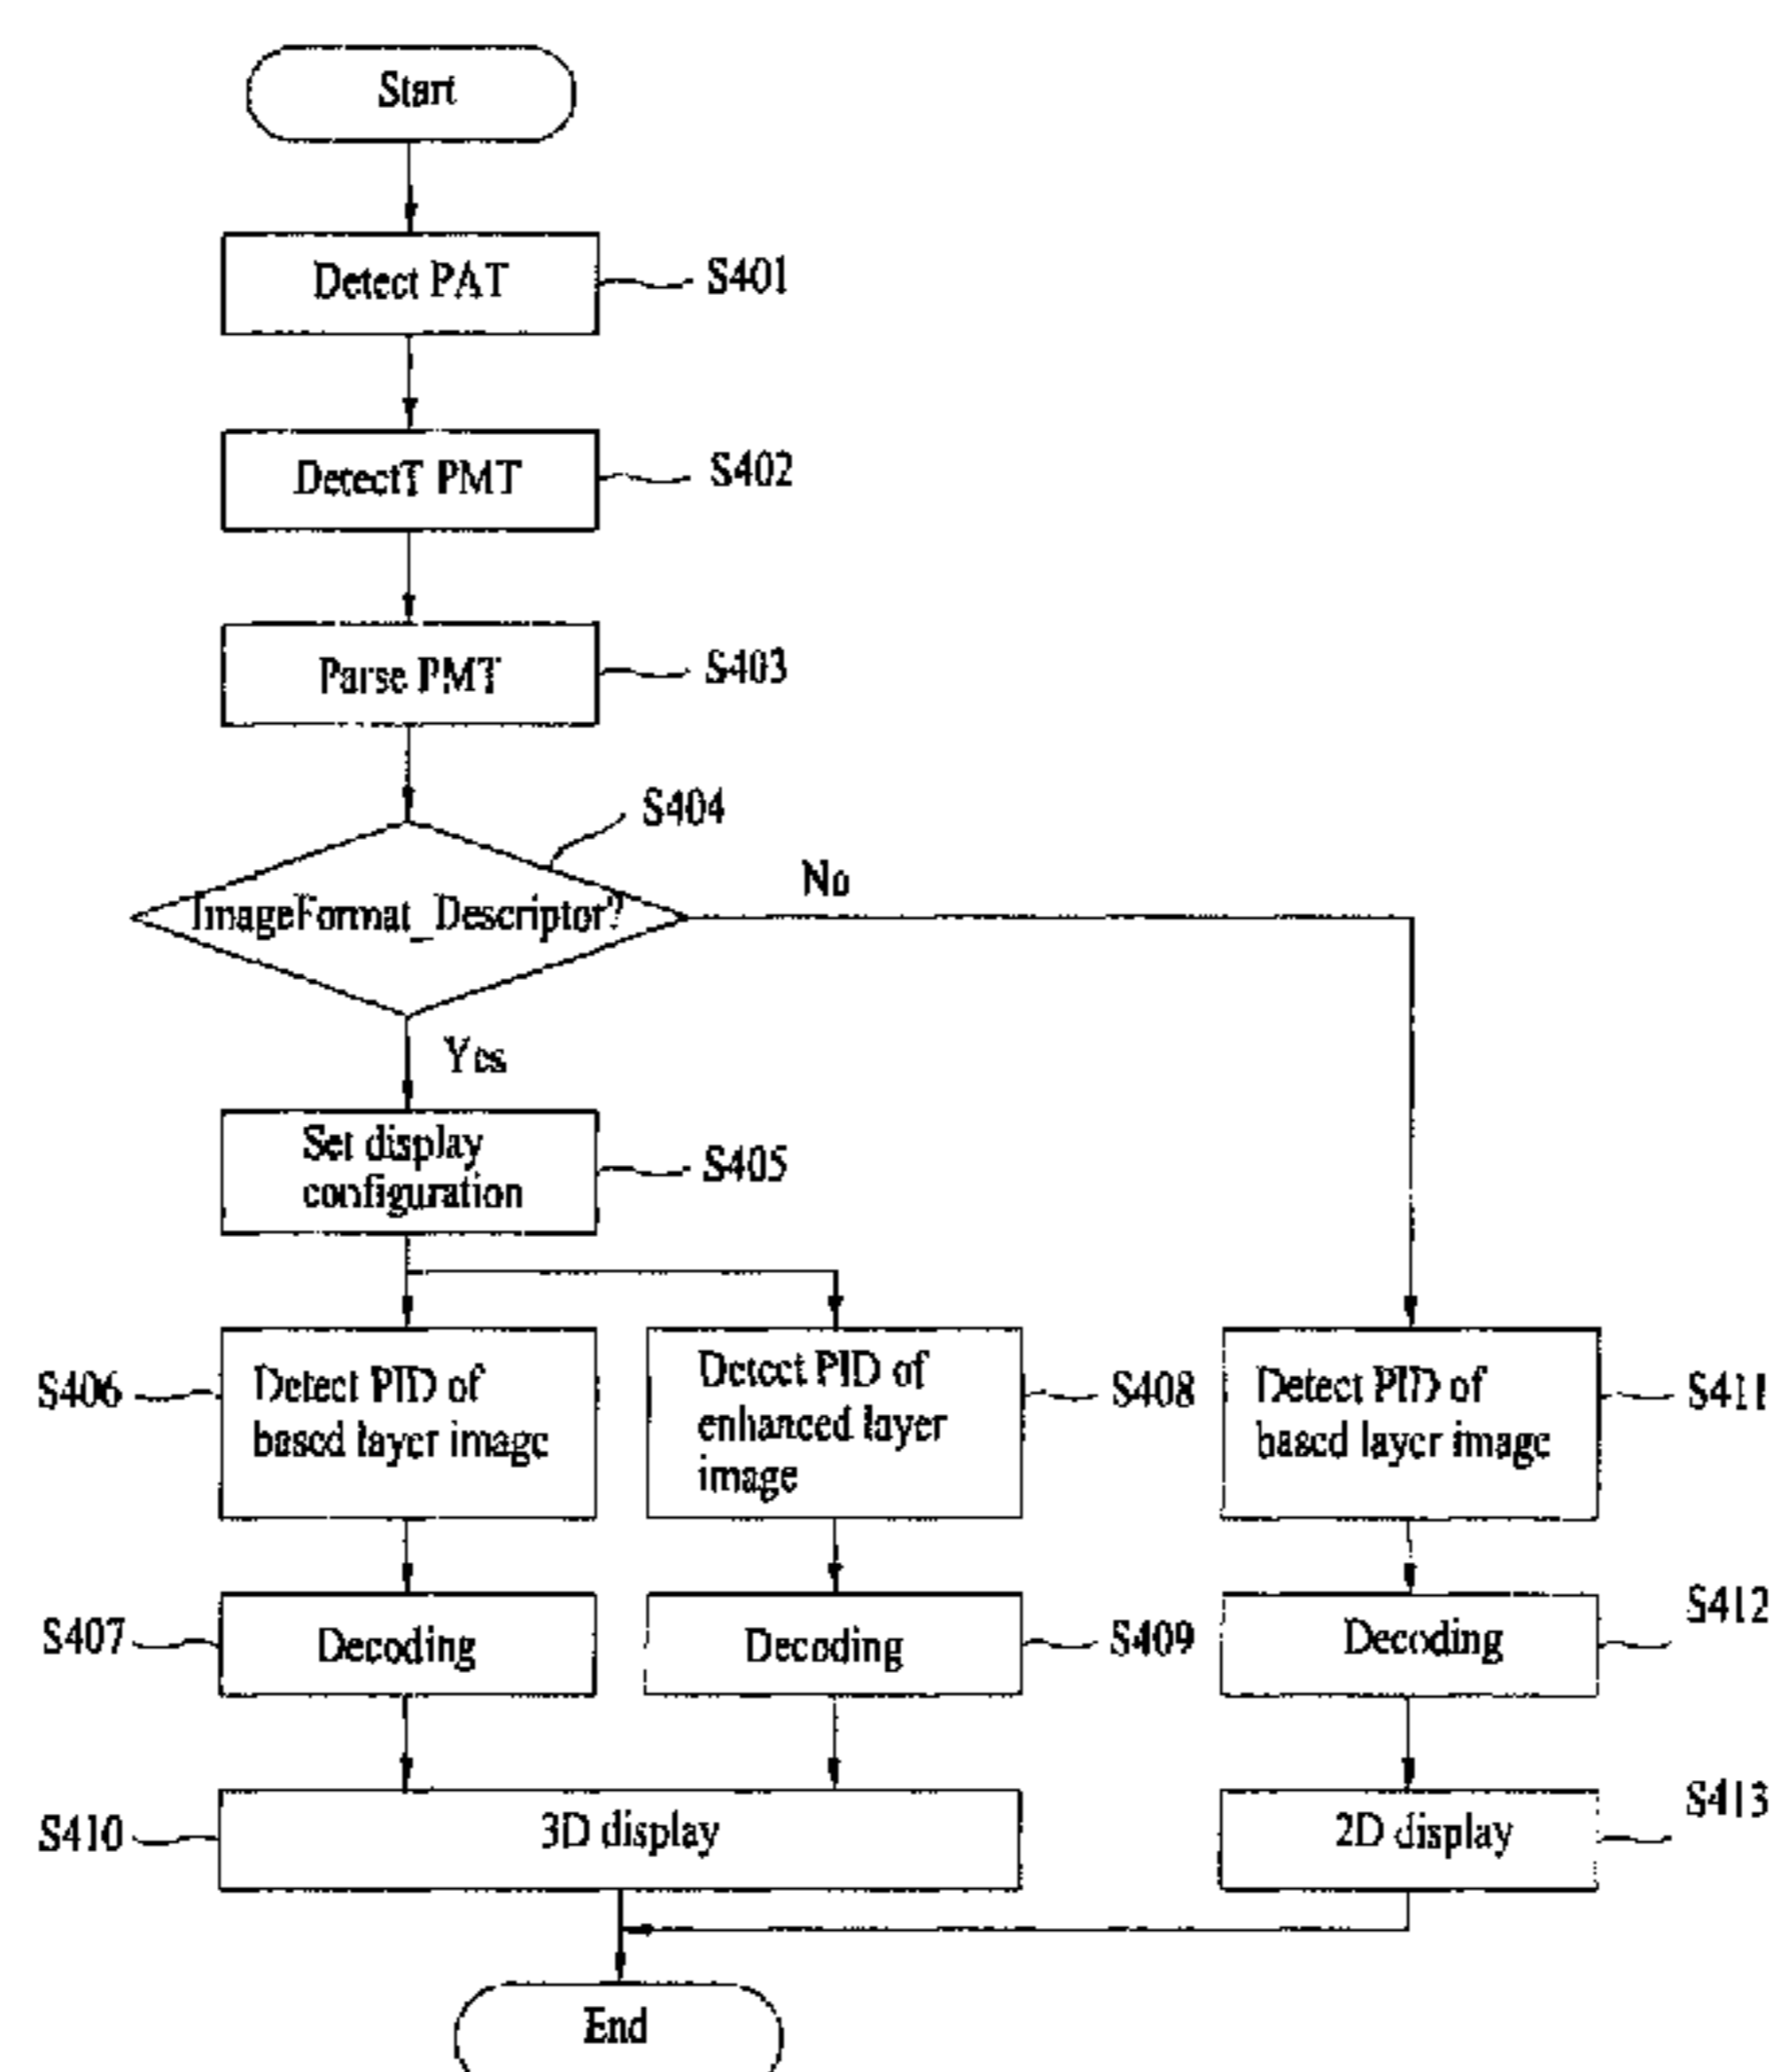 Start
Detect PAT
S401
DetectT PMT
S402
Parse PMT
S403
S404
ImageFormat_Descriptor?
No
Yes
Set display
configuration
S405
S406
Detect PID of
based layer image
Detect PID of
enhanced layer
image
S408
Detect PID of
based layer image
S411
S407
Decoding
Decoding
S409
Decoding
S412
S410
3D display
2D display
S413
End